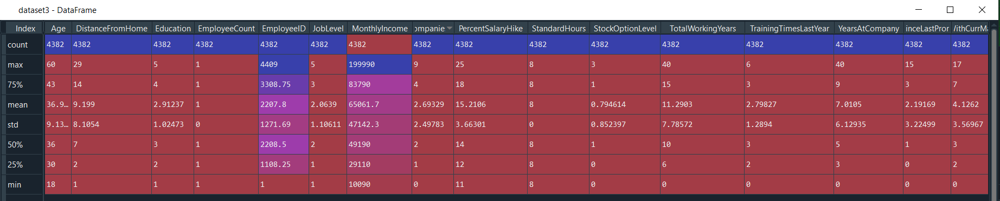 dataset3 - DataFrame
Index Age DistanceFromHome Education EmployeeCount EmployeeID JobLevel MonthlyIncome ompanie PercentSalaryHike StandardHours StockOptionLevel TotalWorkingYears TrainingTimesLastYear YearsAtCompany inceLastPror /ithCurrMa
count 4382 4382 4382 4382 4382 4382 4382 4382 4382 4382 4382 4382 4382 4382 4382 4382
max 60 29 5 1 4409 5 199990 9 25 8 3 40 6 40 15 17
75% 43 14 4 1 3308.75 3 83790 4 18 8 1 15 3 9 3 7
mean 36.9… 9.199 2.91237 1 2207.8 2.0639 65061.7 2.69329 15.2106 8 0.794614 11.2903 2.79827 7.0105 2.19169 4.1262
std 9.13… 8.1054 1.02473 0 1271.69 1.10611 47142.3 2.49783 3.66301 0 0.852397 7.78572 1.2894 6.12935 3.22499 3.56967
50% 36 7 3 1 2208.5 2 49190 2 14 8 1 10 3 5 1 3
25% 30 2 2 1 1108.25 1 29110 1 12 8 0 6 2 3 0 2
min 18 1 1 1 1 1 10090 0 11 8 0 0 0 0 0 0